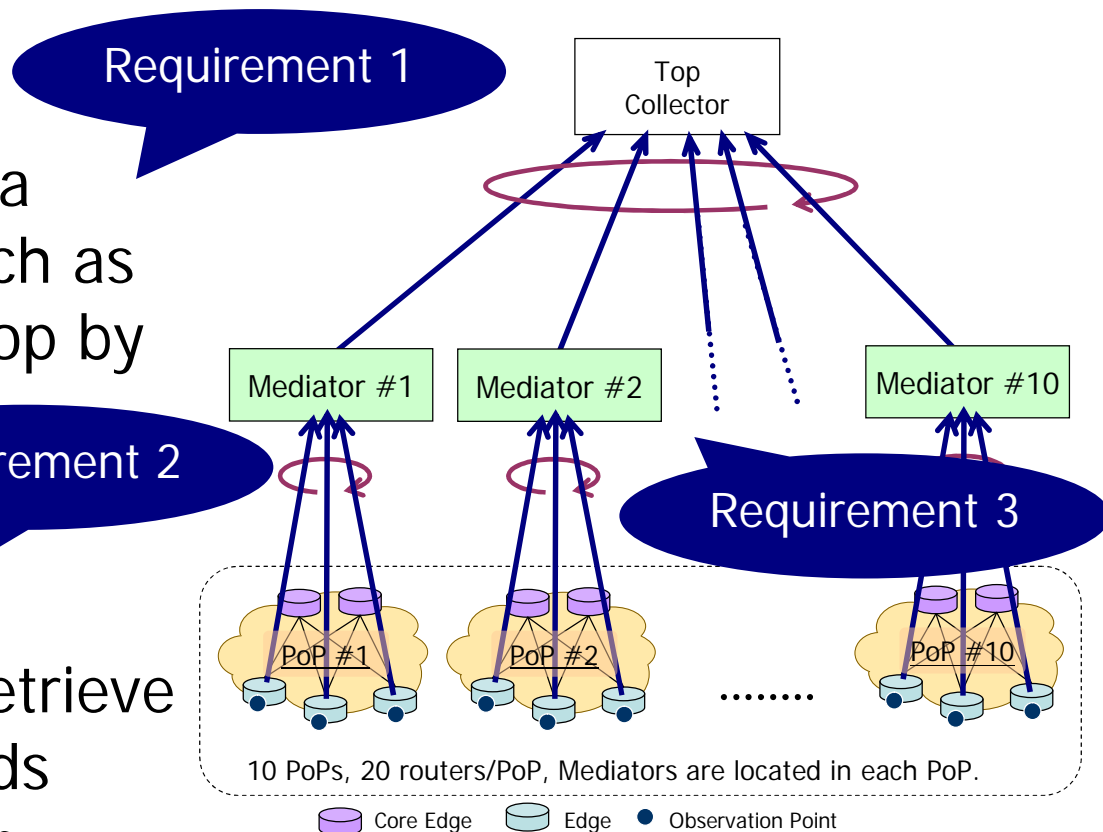 Requirement 1
Top
Collector
a
ch as
op by
Mediator #1
Mediator #2
Mediator #10
rement 2
Requirement 3
PoP #1
PoP #2
PoP #10
........
etrieve
ds
10 PoPs, 20 routers/PoP, Mediators are located in each PoP.
Core Edge
Edge
Observation Point